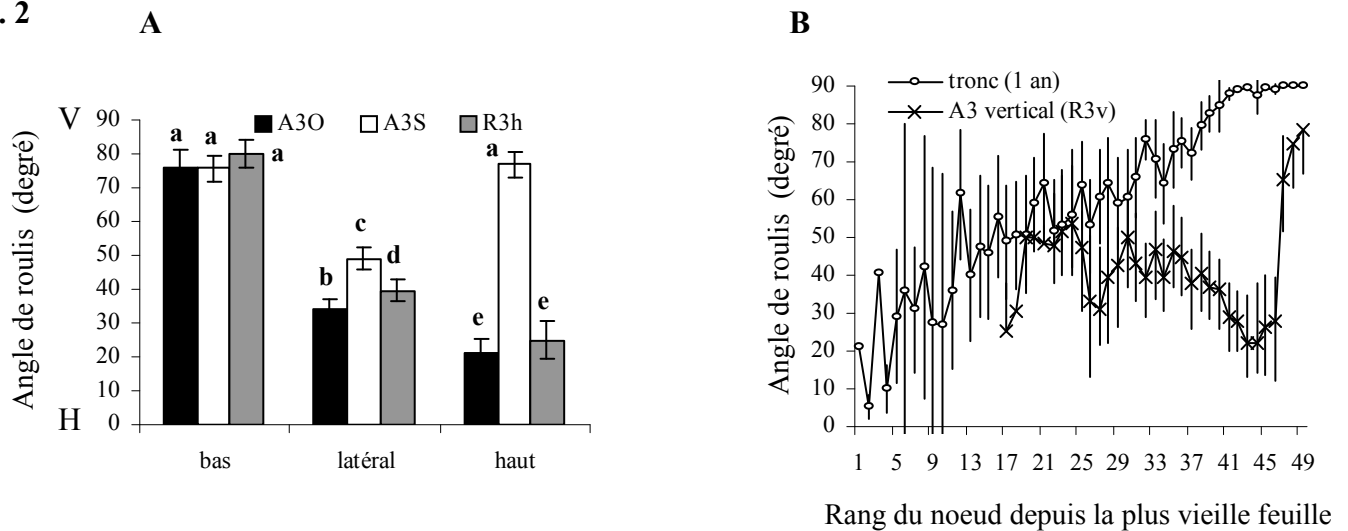 . 2
A
V
90
80
70
60
50
40
30
20
10
0
H
Angle de roulis (degré)
A3O A3S R3h
a a a
b c d
e a e
bas latéral haut
B
90
80
70
60
50
40
30
20
10
0
Angle de roulis (degré)
tronc (1 an)
A3 vertical (R3v)
1 5 9 13 17 21 25 29 33 37 41 45 49
Rang du noeud depuis la plus vieille feuille